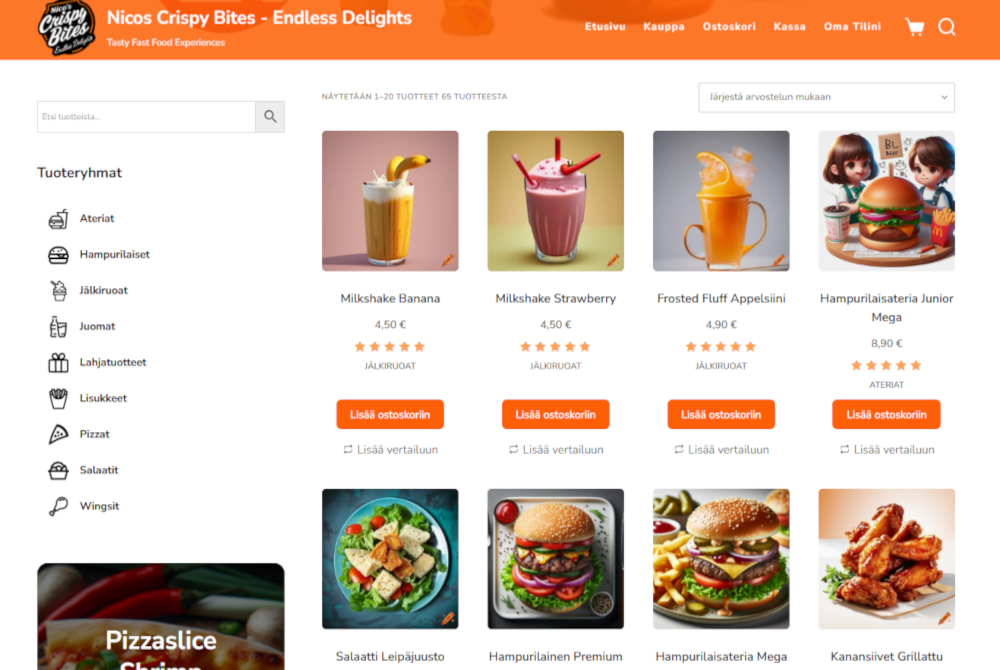 Nico's
Crispy
Bites
Endless Delights
Nicos Crispy Bites - Endless Delights
Tasty Fast Food Experiences
Etusivu
Kauppa
Ostoskori
Kassa
Oma Tilini
NÄYTETÄÄN 1–20 TUOTTEET 65 TUOTTEESTA
Järjestä arvostelun mukaan
Etsi tuotteista...
Tuoteryhmat
Ateriat
Hampurilaiset
Jälkiruoat
Juomat
Lahjatuotteet
Lisukkeet
Pizzat
Salaatit
Wingsit
Pizzaslice
Shrimp
Milkshake Banana
4,50 €
JÄLKIRUOAT
Lisää ostoskoriin
Lisää vertailuun
Milkshake Strawberry
4,50 €
JÄLKIRUOAT
Lisää ostoskoriin
Lisää vertailuun
Frosted Fluff Appelsiini
4,90 €
JÄLKIRUOAT
Lisää ostoskoriin
Lisää vertailuun
BL
Hampurilaisateria Junior
Mega
8,90 €
ATERIAT
Lisää ostoskoriin
Lisää vertailuun
Salaatti Leipäjuusto
Hampurilainen Premium
Hampurilaisateria Mega
Kanansiivet Grillattu